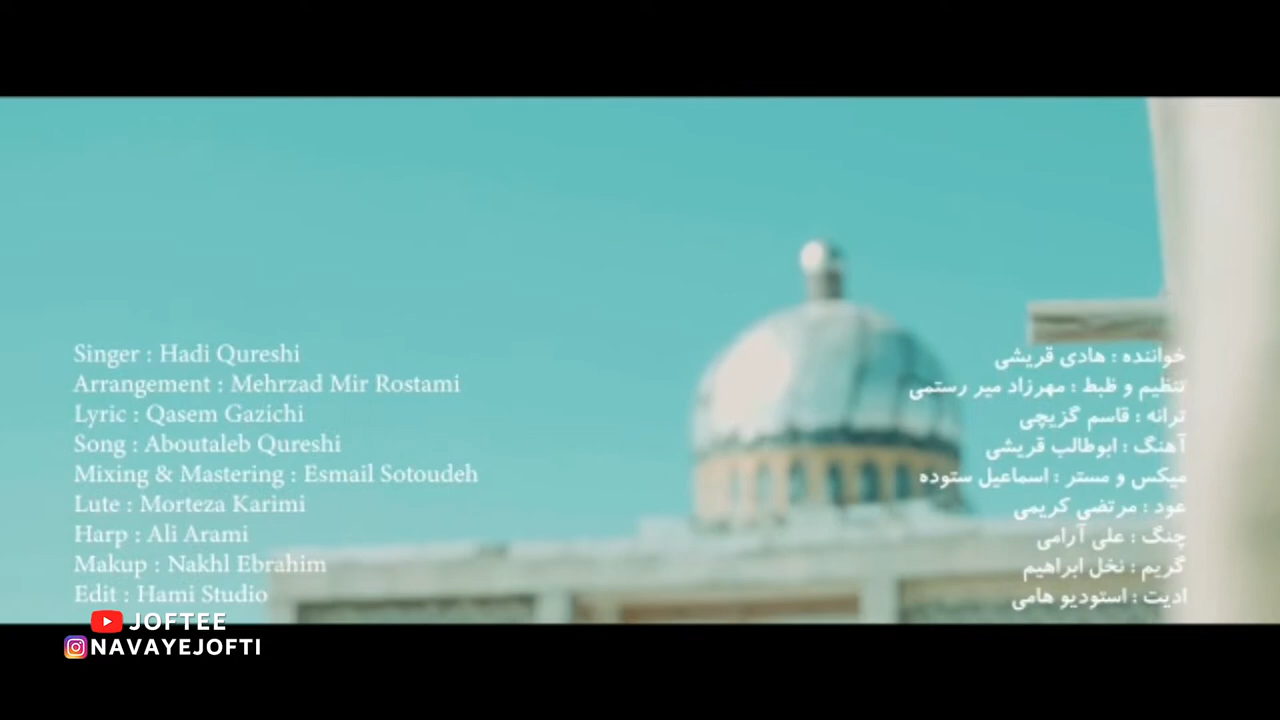 Singer : Hadi Qureshi
Arrangement : Mehrzad Mir Rostami
Lyric : Qasem Gazichi
Song : Aboutaleb Qureshi
Mixing & Mastering : Esmail Sotoudeh
Lute : Morteza Karimi
Harp : Ali Arami
Makup : Nakhl Ebrahim
Edit : Hami Studio
خواننده : هادی قریشی
تنظیم و ظبط : مهرزاد میر رستمی
ترانه : قاسم گزیچی
آهنگ : ابوطالب قریشی
میکس و مستر : اسماعیل ستوده
عود : مرتضی کریمی
چنگ : علی آرامی
گریم : نخل ابراهیم
ادیت : استودیو هامی
JOFTEE
NAVAYEJOFTI